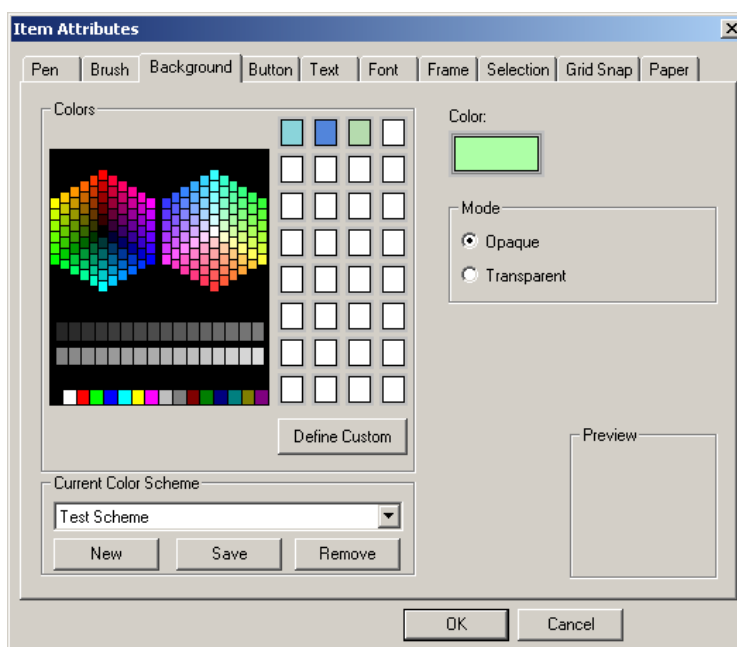 Item Attributes
Pen Brush Background Button Text Font Frame Selection Grid Snap Paper
Colors
Color:
Mode
Opaque
Transparent
Define Custom
Preview
Current Color Scheme
Test Scheme
New Save Remove
OK Cancel